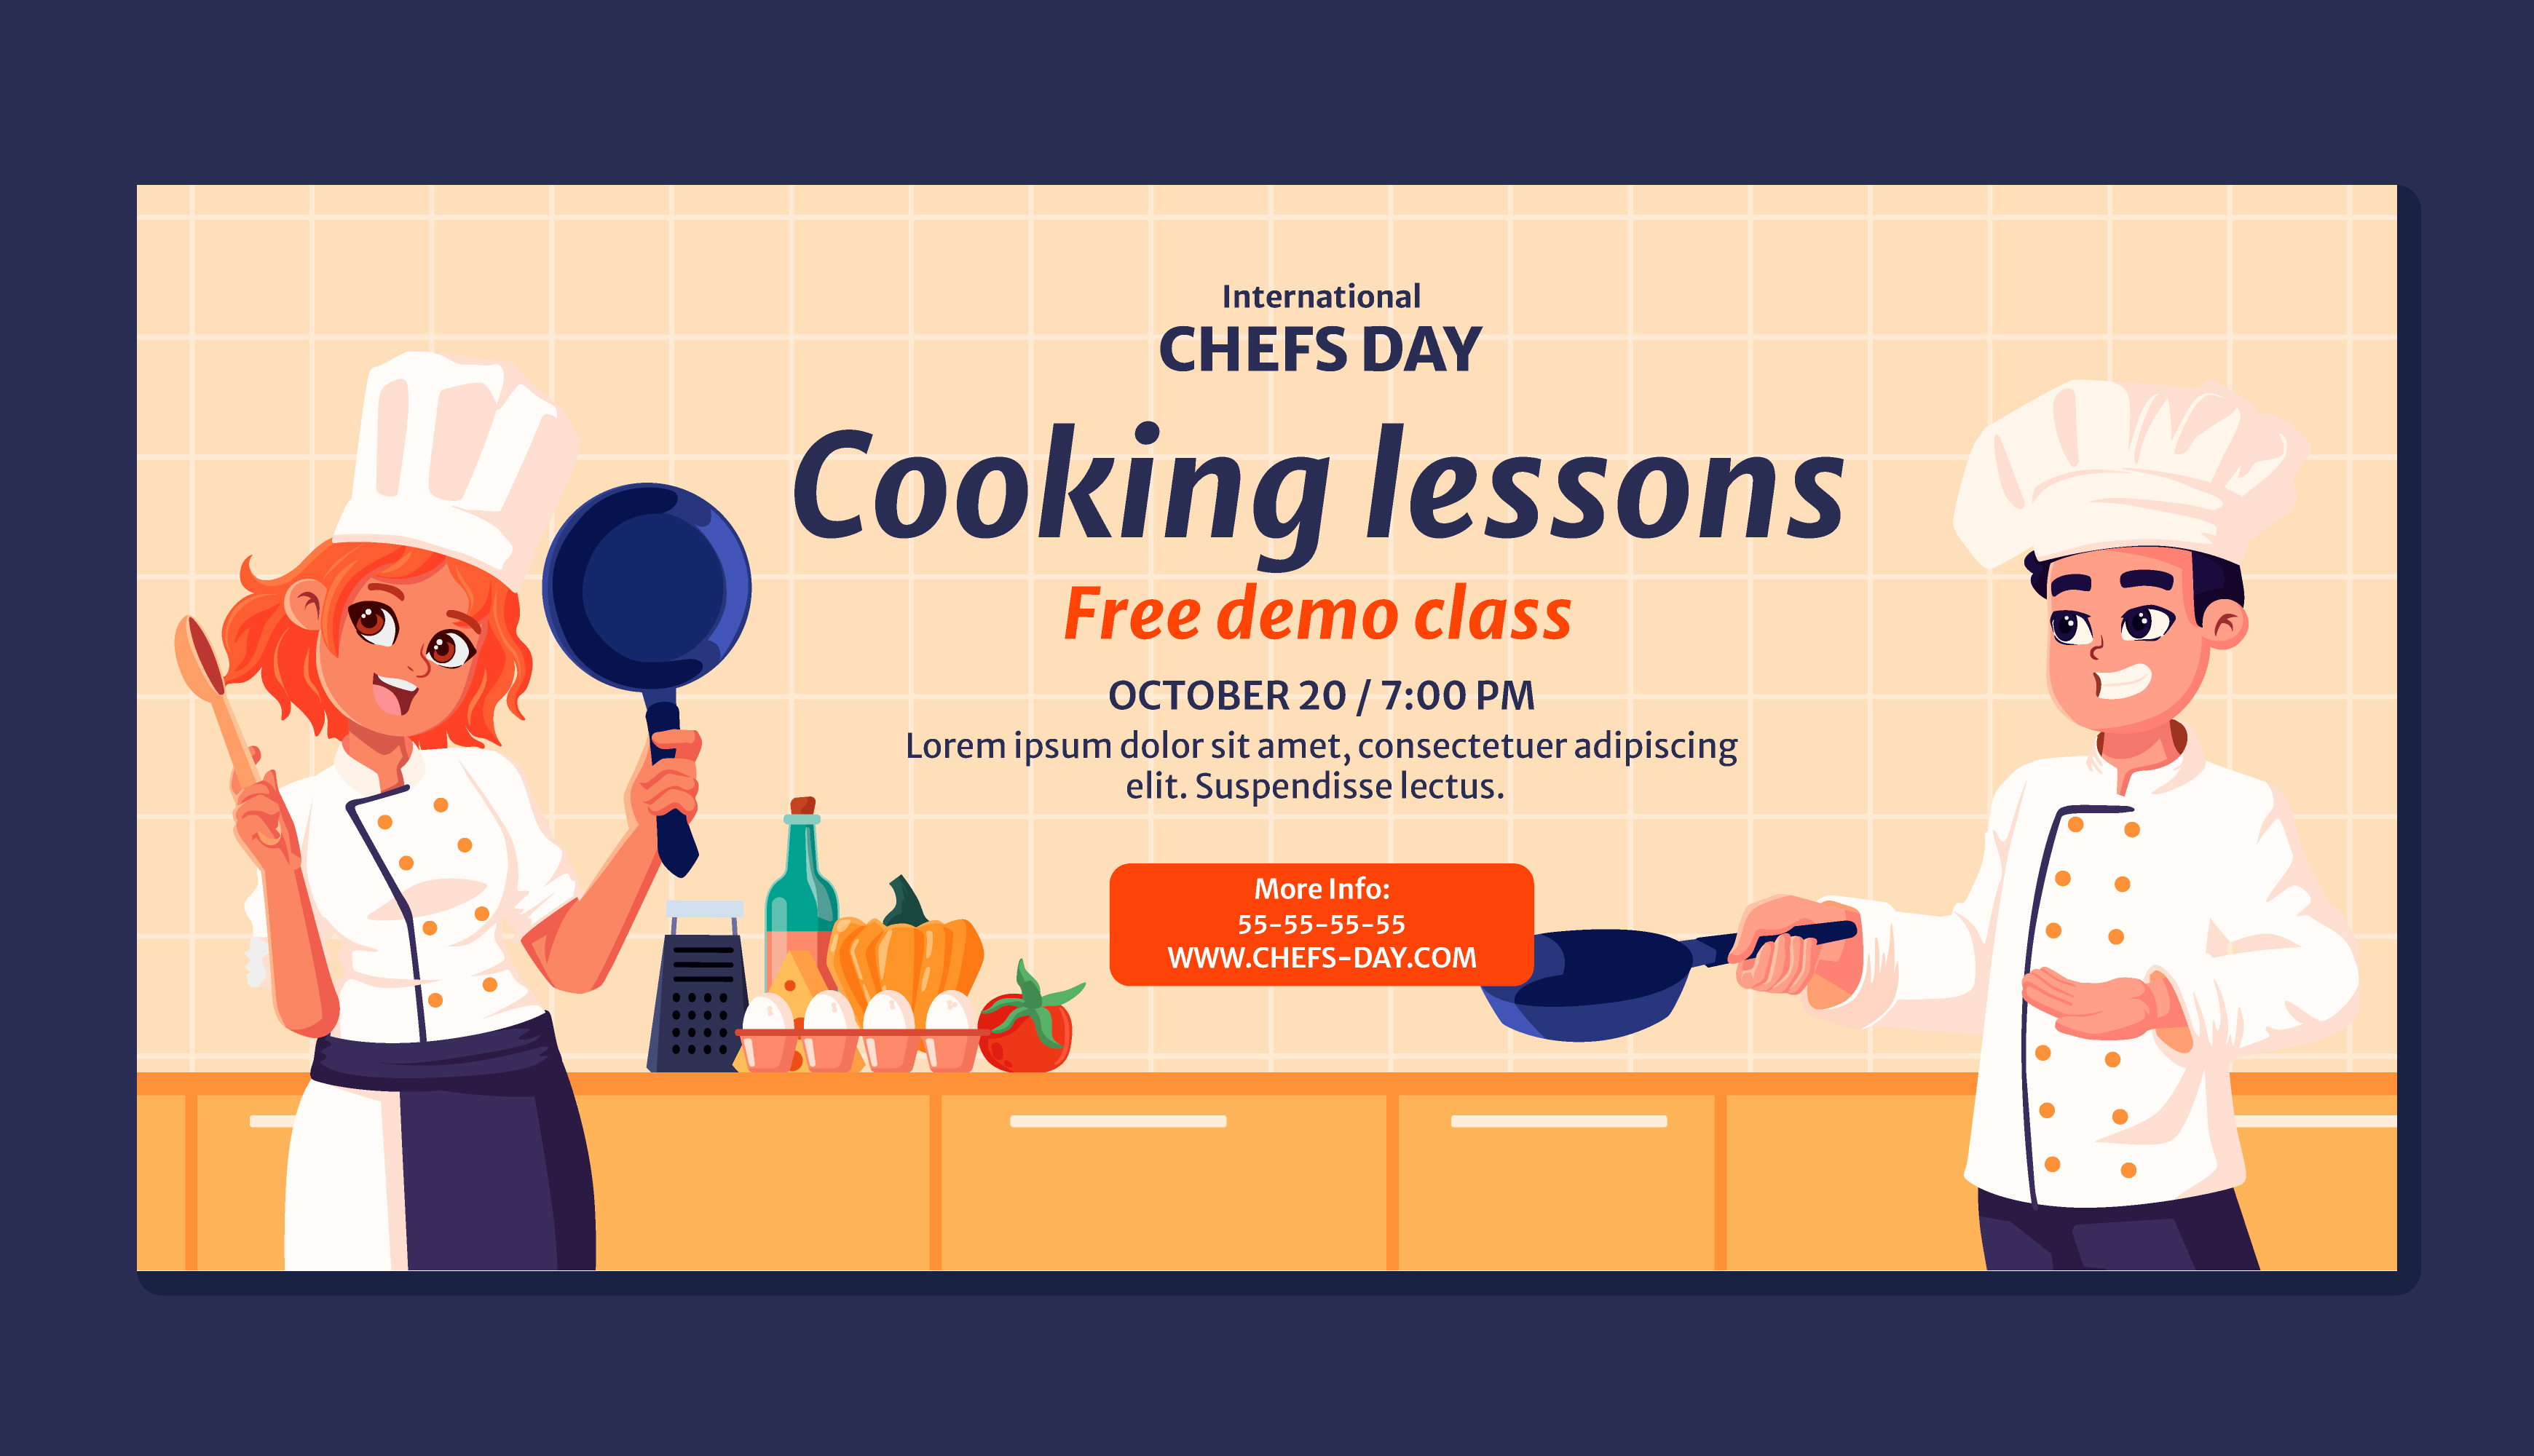 International
CHEFS DAY
Cooking lessons
Free demo class
OCTOBER 20 / 7:00 PM
Lorem ipsum dolor sit amet, consectetuer adipiscing
elit. Suspendisse lectus.
More Info:
55-55-55-55
WWW.CHEFS-DAY.COM